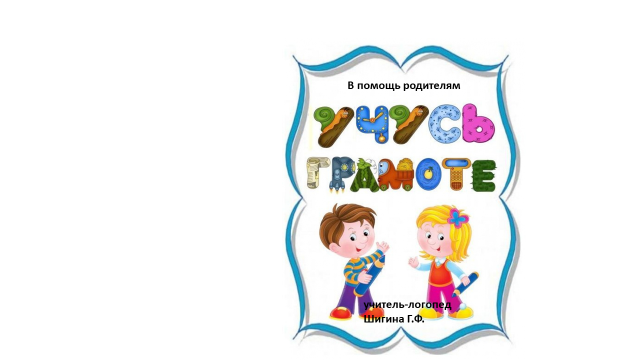 В помощь родителям
УЧУСЬ
ГРАМОТЕ
учитель-логопед
Шигина Г.Ф.